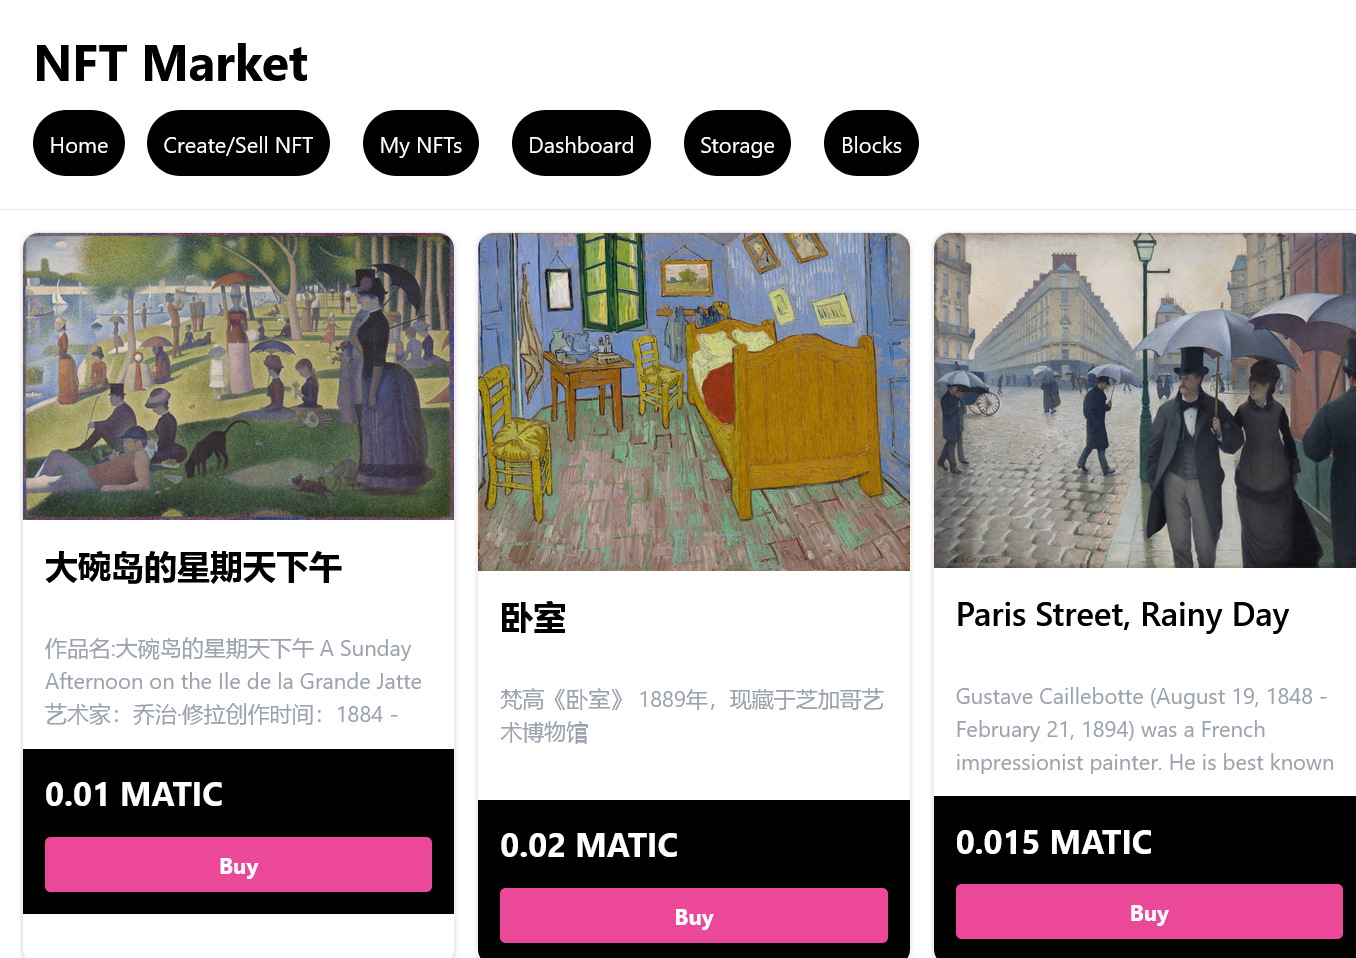 NFT Market
Home Create/Sell NFT My NFTs Dashboard Storage Blocks
大碗岛的星期天下午
作品名:大碗岛的星期天下午 A Sunday
Afternoon on the Ile de la Grande Jatte
艺术家：乔治·修拉创作时间：1884 -
0.01 MATIC
Buy
卧室
梵高《卧室》 1889年，现藏于芝加哥艺
术博物馆
0.02 MATIC
Buy
Paris Street, Rainy Day
Gustave Caillebotte (August 19, 1848 -
February 21, 1894) was a French
impressionist painter. He is best known
0.015 MATIC
Buy